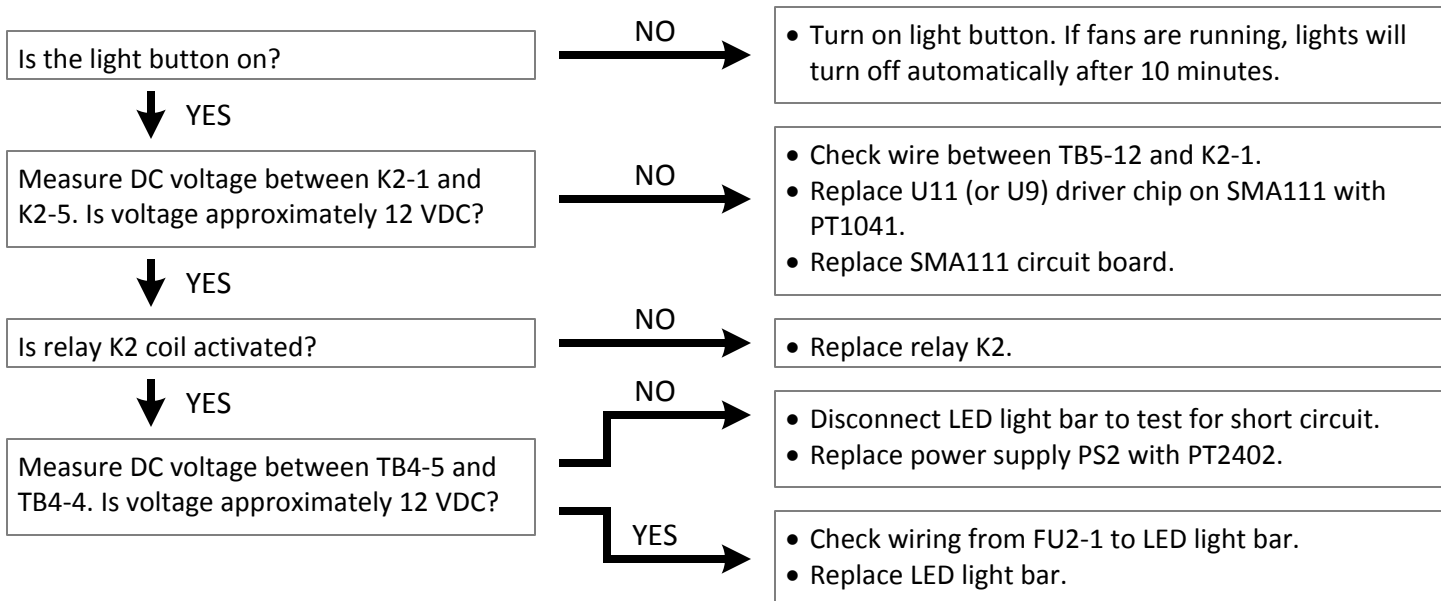 Is the light button on?
NO
• Turn on light button. If fans are running, lights will
turn off automatically after 10 minutes.
YES
Measure DC voltage between K2-1 and
K2-5. Is voltage approximately 12 VDC?
NO
• Check wire between TB5-12 and K2-1.
• Replace U11 (or U9) driver chip on SMA111 with
PT1041.
• Replace SMA111 circuit board.
YES
Is relay K2 coil activated?
NO
• Replace relay K2.
YES
Measure DC voltage between TB4-5 and
TB4-4. Is voltage approximately 12 VDC?
NO
• Disconnect LED light bar to test for short circuit.
• Replace power supply PS2 with PT2402.
YES
• Check wiring from FU2-1 to LED light bar.
• Replace LED light bar.